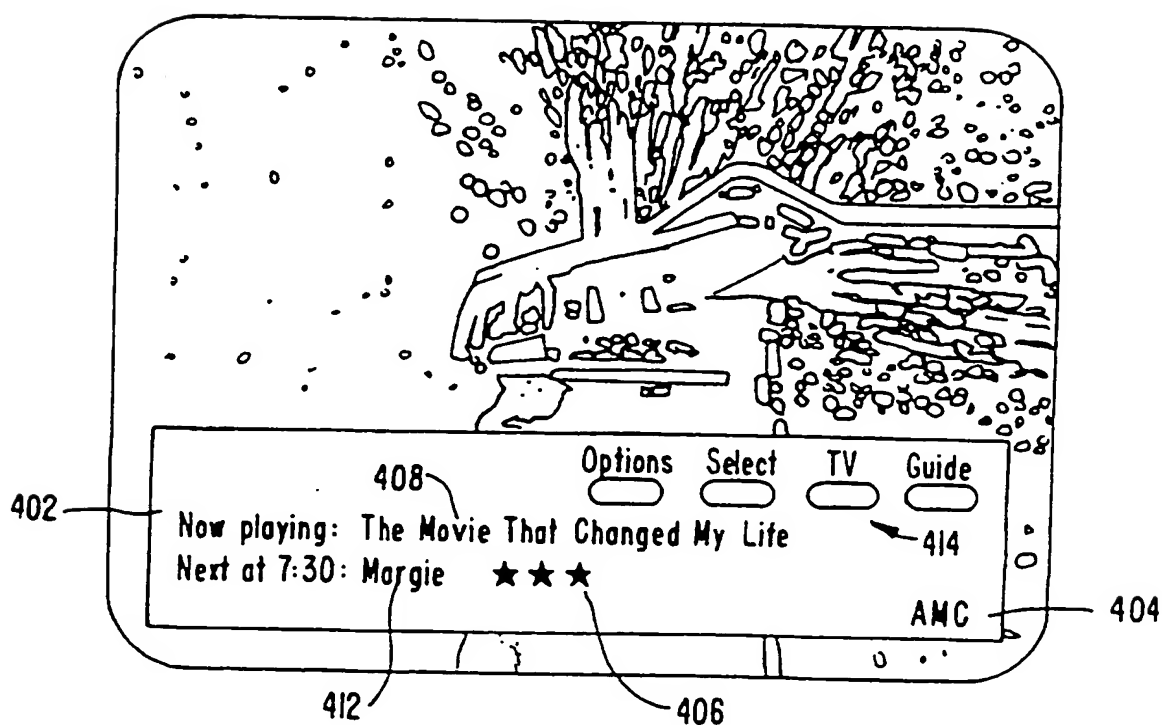 Options Select TV Guide
408
402
Now playing: The Movie That Changed My Life
414
Next at 7:30: Margie ★★★
AMC
404
412
406